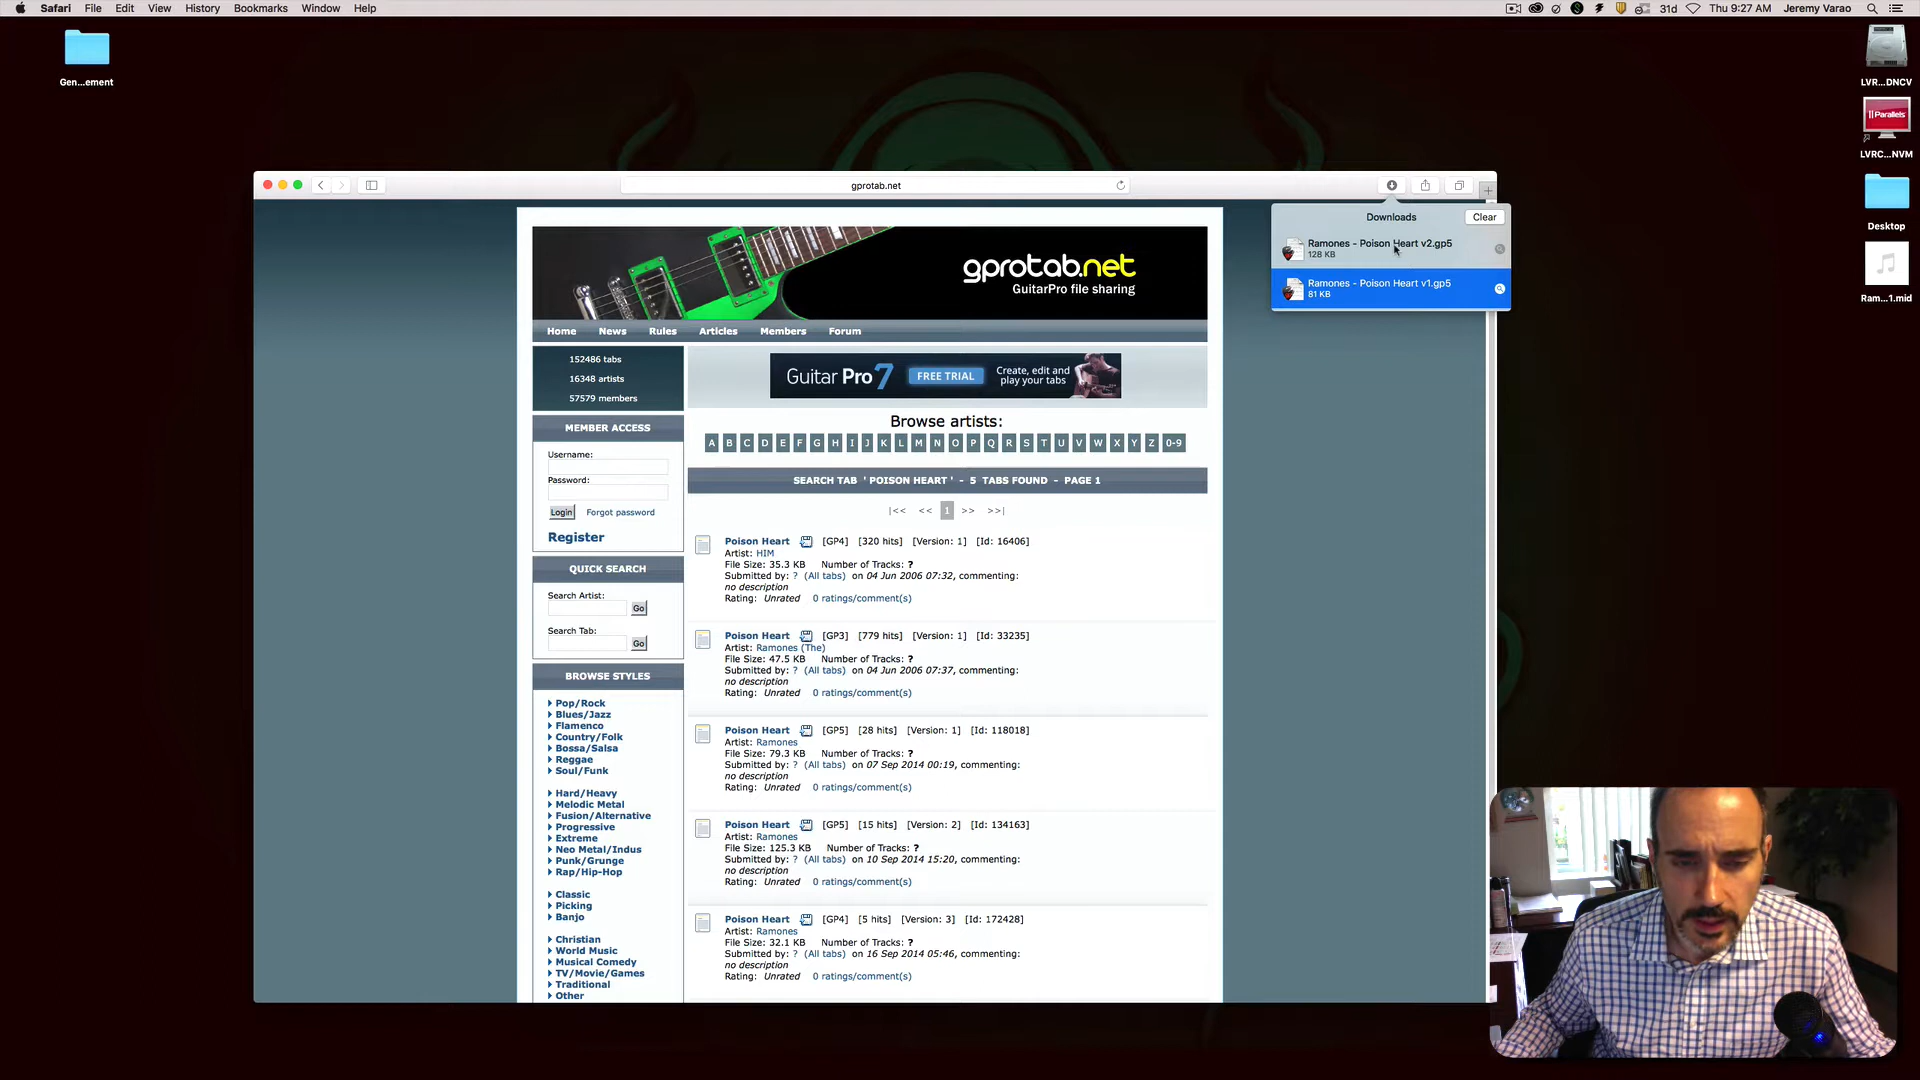 Safari File Edit View History Bookmarks Window Help
31d Thu 9:27 AM Jeremy Varao
Gen...ement
LVR...DNCV
|| Parallels
LVRC...NVM
Desktop
Ram...1.mid
gprotab.net
Downloads Clear
Ramones - Poison Heart v2.gp5
128 KB
Ramones - Poison Heart v1.gp5
81 KB
gprotab.net
GuitarPro file sharing
Home News Rules Articles Members Forum
152486 tabs
16348 artists
57579 members
Guitar Pro 7 FREE TRIAL Create, edit and
play your tabs
MEMBER ACCESS
Username:
Password:
Login Forgot password
Register
QUICK SEARCH
Search Artist:
Go
Search Tab:
Go
BROWSE STYLES
Pop/Rock
Blues/Jazz
Flamenco
Country/Folk
Bossa/Salsa
Reggae
Soul/Funk
Hard/Heavy
Melodic Metal
Fusion/Alternative
Progressive
Extreme
Neo Metal/Indus
Punk/Grunge
Rap/Hip-Hop
Classic
Picking
Banjo
Christian
World Music
Musical Comedy
TV/Movie/Games
Traditional
Other
Browse artists:
A B C D E F G H I J K L M N O P Q R S T U V W X Y Z 0-9
SEARCH TAB 'POISON HEART' - 5 TABS FOUND - PAGE 1
|<< << 1 >> >>|
Poison Heart [GP4] [320 hits] [Version: 1] [Id: 16406]
Artist: HIM
File Size: 35.3 KB Number of Tracks: ?
Submitted by: ? (All tabs) on 04 Jun 2006 07:32, commenting:
no description
Rating: Unrated 0 ratings/comment(s)
Poison Heart [GP3] [779 hits] [Version: 1] [Id: 33235]
Artist: Ramones (The)
File Size: 47.5 KB Number of Tracks: ?
Submitted by: ? (All tabs) on 04 Jun 2006 07:37, commenting:
no description
Rating: Unrated 0 ratings/comment(s)
Poison Heart [GP5] [28 hits] [Version: 1] [Id: 118018]
Artist: Ramones
File Size: 79.3 KB Number of Tracks: ?
Submitted by: ? (All tabs) on 07 Sep 2014 00:19, commenting:
no description
Rating: Unrated 0 ratings/comment(s)
Poison Heart [GP5] [15 hits] [Version: 2] [Id: 134163]
Artist: Ramones
File Size: 125.3 KB Number of Tracks: ?
Submitted by: ? (All tabs) on 10 Sep 2014 15:20, commenting:
no description
Rating: Unrated 0 ratings/comment(s)
Poison Heart [GP4] [5 hits] [Version: 3] [Id: 172428]
Artist: Ramones
File Size: 32.1 KB Number of Tracks: ?
Submitted by: ? (All tabs) on 16 Sep 2014 05:46, commenting:
no description
Rating: Unrated 0 ratings/comment(s)